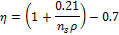 η = (1 + 0.21/(n_s ρ)) − 0.7